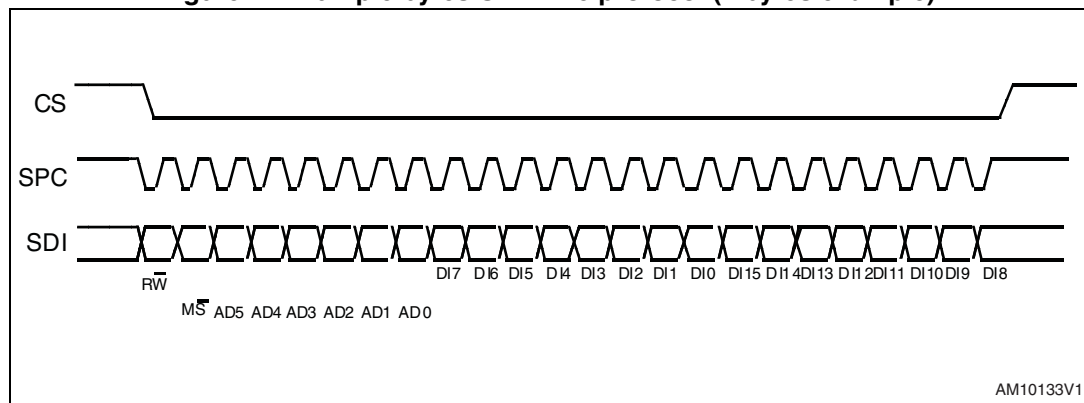 CS
SPC
SDI
RW
DI7 DI6 DI5 DI4 DI3 DI2 DI1 DI0 DI15 DI14 DI13 DI12 DI11 DI10 DI9 DI8
MS AD5 AD4 AD3 AD2 AD1 AD0
AM10133V1